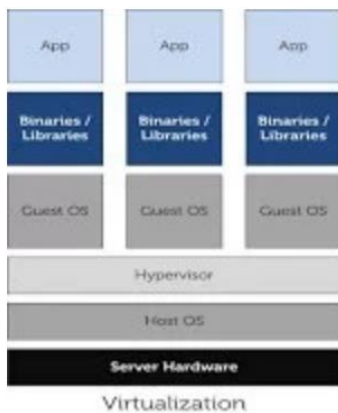 App App App
Binaries / Binaries / Binaries /
Libraries Libraries Libraries
Guest OS Guest OS Guest OS
Hypervisor
Host OS
Server Hardware
Virtualization